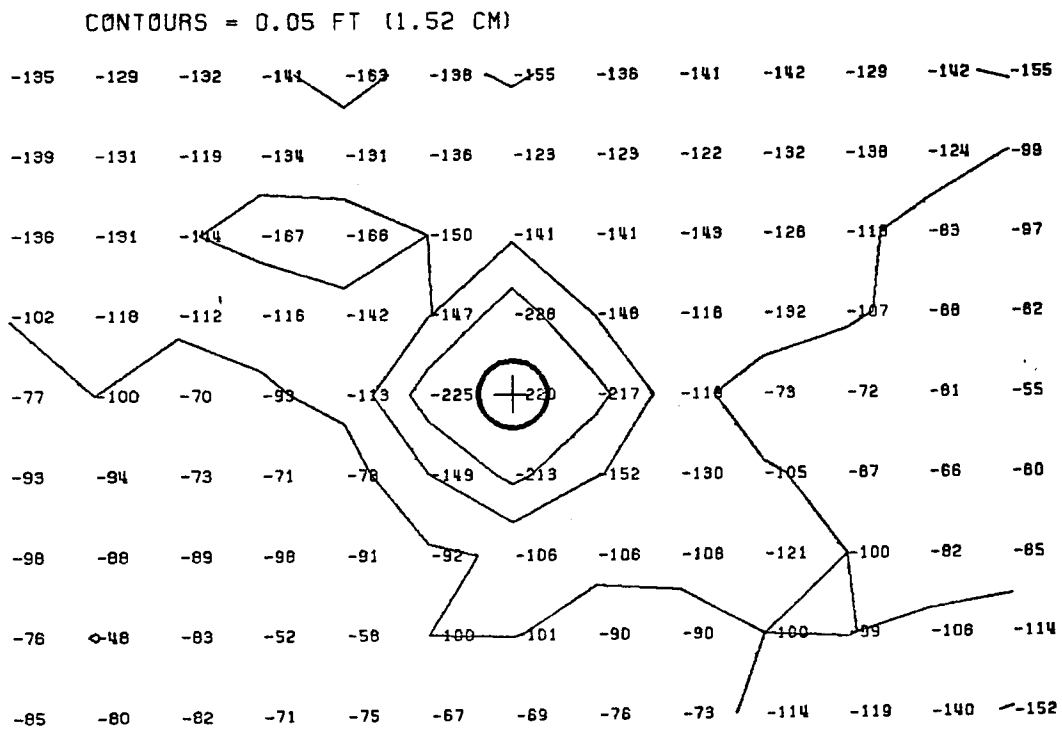 CONTOURS = 0.05 FT (1.52 CM)
-135 -129 -132 -141 -163 -138 -155 -136 -141 -142 -129 -142 -155
-139 -131 -119 -134 -131 -136 -123 -129 -122 -132 -138 -124 -99
-136 -131 -144 -167 -168 -150 -141 -141 -143 -128 -118 -83 -97
-102 -118 -112 -116 -142 -147 -228 -148 -118 -132 -107 -88 -62
-77 -100 -70 -93 -113 -225 -220 -217 -118 -73 -72 -81 -55
-93 -94 -73 -71 -78 -149 -213 -152 -130 -105 -87 -66 -80
-98 -88 -89 -98 -91 -92 -106 -106 -108 -121 -100 -82 -85
-76 -48 -83 -52 -58 -100 -101 -90 -90 -100 -99 -106 -114
-85 -80 -82 -71 -75 -67 -69 -76 -73 -114 -119 -140 -152